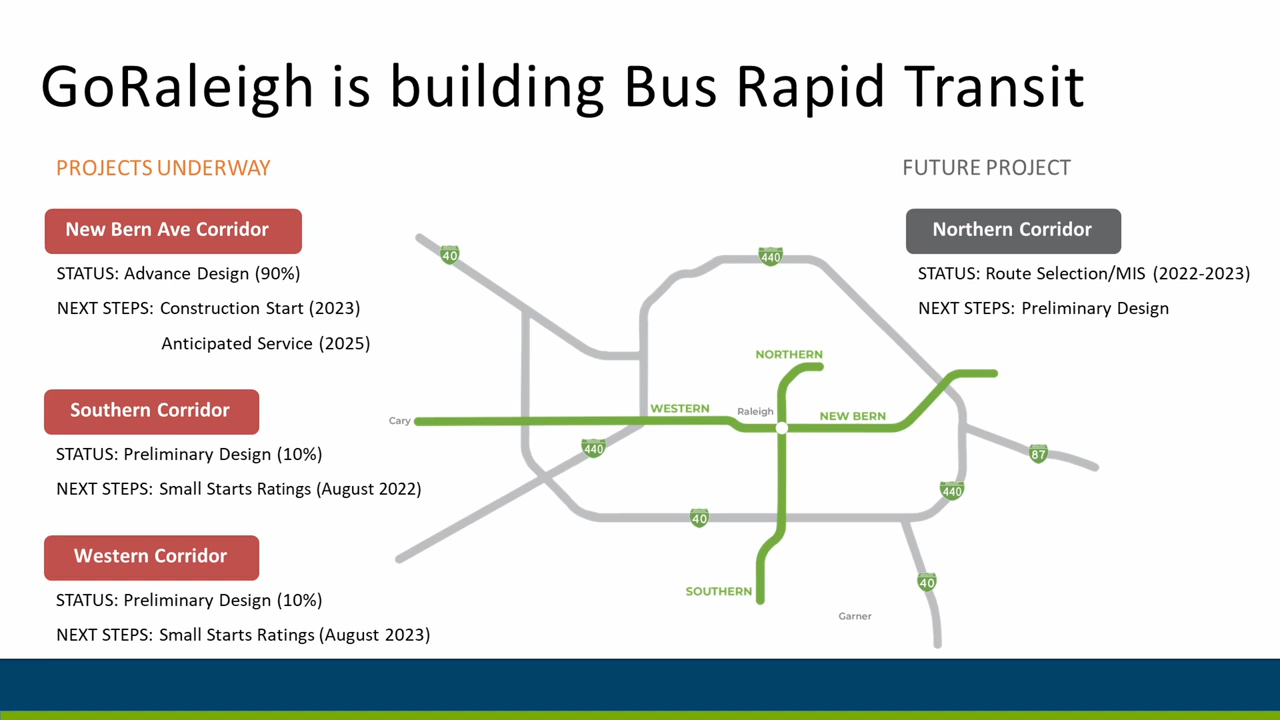 GoRaleigh is building Bus Rapid Transit
PROJECTS UNDERWAY
New Bern Ave Corridor
STATUS: Advance Design (90%)
NEXT STEPS: Construction Start (2023)
Anticipated Service (2025)
Southern Corridor
STATUS: Preliminary Design (10%)
NEXT STEPS: Small Starts Ratings (August 2022)
Western Corridor
STATUS: Preliminary Design (10%)
NEXT STEPS: Small Starts Ratings (August 2023)
FUTURE PROJECT
Northern Corridor
STATUS: Route Selection/MIS (2022-2023)
NEXT STEPS: Preliminary Design
40
440
NORTHERN
WESTERN
Raleigh
NEW BERN
Cary
440
87
440
40
SOUTHERN
40
Garner